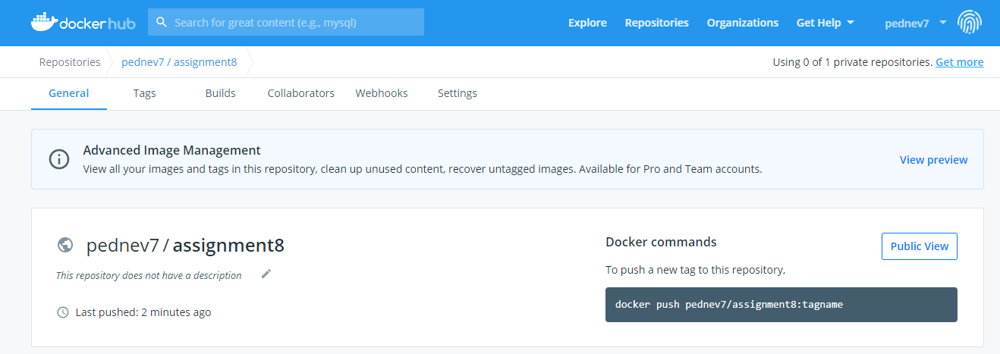 dockerhub
Search for great content (e.g., mysql)
Explore
Repositories
Organizations
Get Help
pednev7
Repositories
pednev7 / assignment8
Using 0 of 1 private repositories. Get more
General
Tags
Builds
Collaborators
Webhooks
Settings
Advanced Image Management
View all your images and tags in this repository, clean up unused content, recover untagged images. Available for Pro and Team accounts.
View preview
pednev7 / assignment8
This repository does not have a description
Last pushed: 2 minutes ago
Docker commands
Public View
To push a new tag to this repository,
docker push pednev7/assignment8:tagname